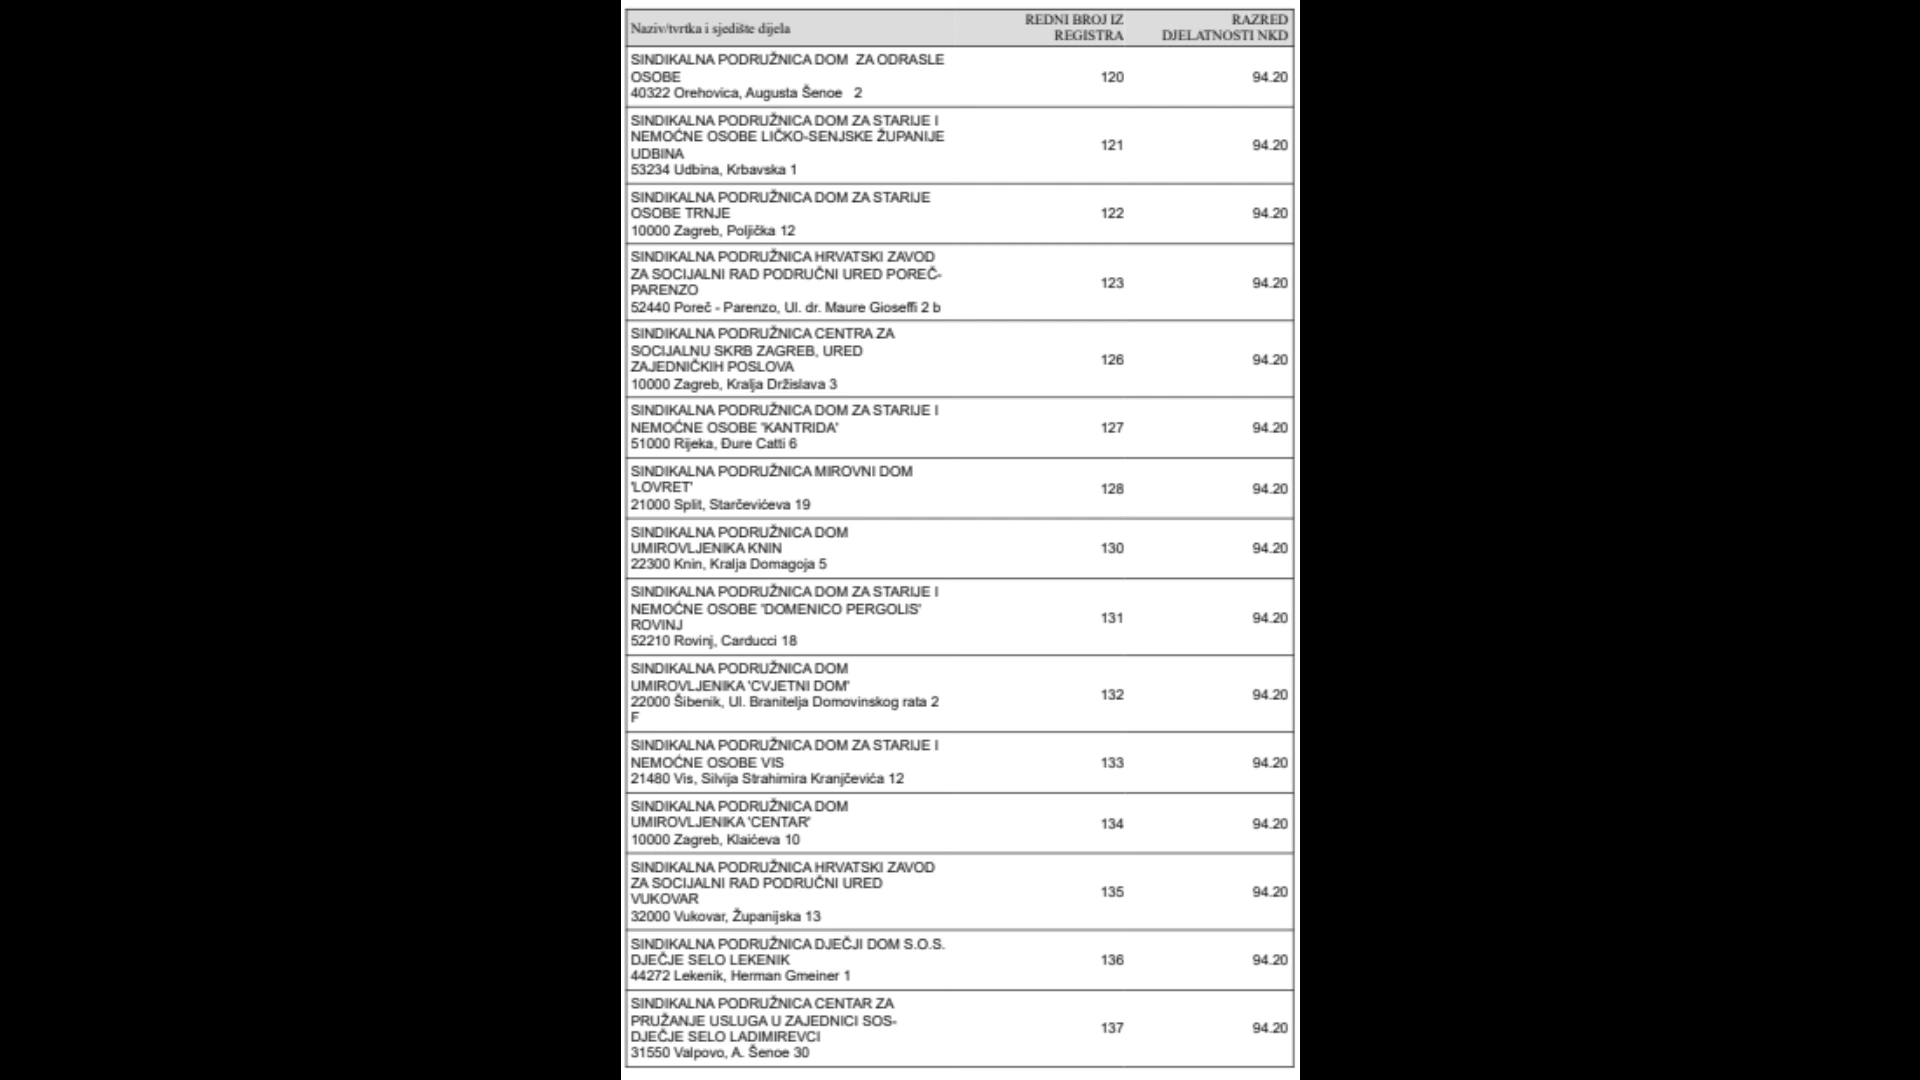 Naziv/tvrtka i sjedište dijela
REDNI BROJ IZ
REGISTRA
RAZRED
DJELATNOSTI NKD
SINDIKALNA PODRUŽNICA DOM  ZA ODRASLE
OSOBE
40322 Orehovica, Augusta Šenoe   2
120
94.20
SINDIKALNA PODRUŽNICA DOM ZA STARIJE I
NEMOĆNE OSOBE LIČKO-SENJSKE ŽUPANIJE
UDBINA
53234 Udbina, Krbavska 1
121
94.20
SINDIKALNA PODRUŽNICA DOM ZA STARIJE
OSOBE TRNJE
10000 Zagreb, Poljička 12
122
94.20
SINDIKALNA PODRUŽNICA HRVATSKI ZAVOD
ZA SOCIJALNI RAD PODRUČNI URED POREČ-
PARENZO
52440 Poreč - Parenzo, Ul. dr. Maure Gioseffi 2 b
123
94.20
SINDIKALNA PODRUŽNICA CENTRA ZA
SOCIJALNU SKRB ZAGREB, URED
ZAJEDNIČKIH POSLOVA
10000 Zagreb, Kralja Držislava 3
126
94.20
SINDIKALNA PODRUŽNICA DOM ZA STARIJE I
NEMOĆNE OSOBE 'KANTRIDA'
51000 Rijeka, Đure Catti 6
127
94.20
SINDIKALNA PODRUŽNICA MIROVNI DOM
'LOVRET'
21000 Split, Starčevićeva 19
128
94.20
SINDIKALNA PODRUŽNICA DOM
UMIROVLJENIKA KNIN
22300 Knin, Kralja Domagoja 5
130
94.20
SINDIKALNA PODRUŽNICA DOM ZA STARIJE I
NEMOĆNE OSOBE 'DOMENICO PERGOLIS'
ROVINJ
52210 Rovinj, Carducci 18
131
94.20
SINDIKALNA PODRUŽNICA DOM
UMIROVLJENIKA 'CVJETNI DOM'
22000 Šibenik, Ul. Branitelja Domovinskog rata 2
F
132
94.20
SINDIKALNA PODRUŽNICA DOM ZA STARIJE I
NEMOĆNE OSOBE VIS
21480 Vis, Silvija Strahimira Kranjčevića 12
133
94.20
SINDIKALNA PODRUŽNICA DOM
UMIROVLJENIKA 'CENTAR'
10000 Zagreb, Klaićeva 10
134
94.20
SINDIKALNA PODRUŽNICA HRVATSKI ZAVOD
ZA SOCIJALNI RAD PODRUČNI URED
VUKOVAR
32000 Vukovar, Županijska 13
135
94.20
SINDIKALNA PODRUŽNICA DJEČJI DOM S.O.S.
DJEČJE SELO LEKENIK
44272 Lekenik, Herman Gmeiner 1
136
94.20
SINDIKALNA PODRUŽNICA CENTAR ZA
PRUŽANJE USLUGA U ZAJEDNICI SOS-
DJEČJE SELO LADIMIREVCI
31550 Valpovo, A. Šenoe 30
137
94.20